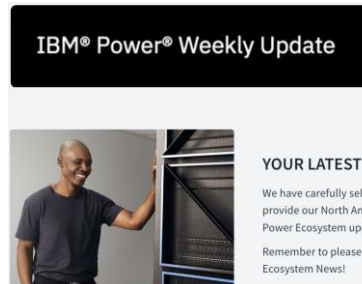 IBM® Power® Weekly Update
YOUR LATEST
We have carefully sel
provide our North An
Power Ecosystem up
Remember to please
Ecosystem News!